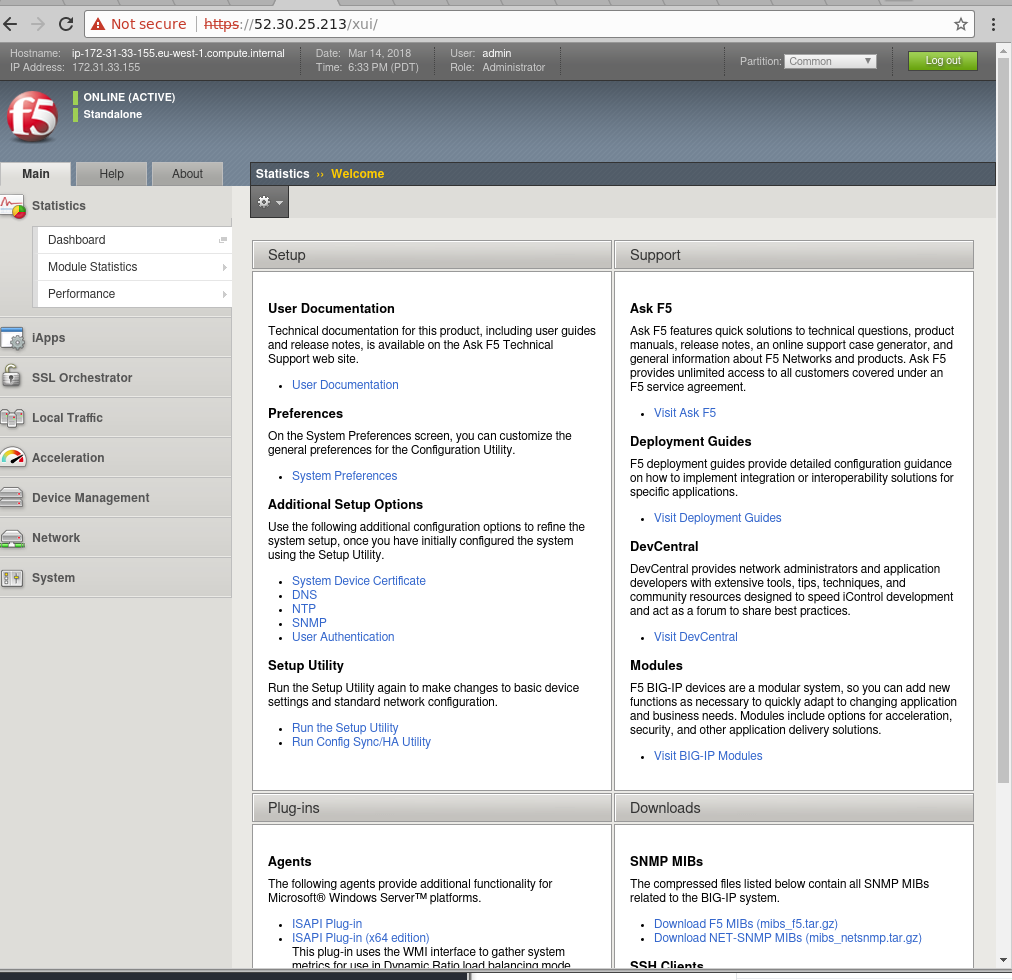 Not secure https://52.30.25.213/xui/
Hostname: ip-172-31-33-155.eu-west-1.compute.internal
IP Address: 172.31.33.155
Date: Mar 14, 2018
Time: 6:33 PM (PDT)
User: admin
Role: Administrator
Partition: Common
Log out
f5
ONLINE (ACTIVE)
Standalone
Main Help About
Statistics ›› Welcome
Statistics
Dashboard
Module Statistics
Performance
iApps
SSL Orchestrator
Local Traffic
Acceleration
Device Management
Network
System
Setup
User Documentation
Technical documentation for this product, including user guides
and release notes, is available on the Ask F5 Technical
Support web site.
• User Documentation
Preferences
On the System Preferences screen, you can customize the
general preferences for the Configuration Utility.
• System Preferences
Additional Setup Options
Use the following additional configuration options to refine the
system setup, once you have initially configured the system
using the Setup Utility.
• System Device Certificate
• DNS
• NTP
• SNMP
• User Authentication
Setup Utility
Run the Setup Utility again to make changes to basic device
settings and standard network configuration.
• Run the Setup Utility
• Run Config Sync/HA Utility
Support
Ask F5
Ask F5 features quick solutions to technical questions, product
manuals, release notes, an online support case generator, and
general information about F5 Networks and products. Ask F5
provides unlimited access to all customers covered under an
F5 service agreement.
• Visit Ask F5
Deployment Guides
F5 deployment guides provide detailed configuration guidance
on how to implement integration or interoperability solutions for
specific applications.
• Visit Deployment Guides
DevCentral
DevCentral provides network administrators and application
developers with extensive tools, tips, techniques, and
community resources designed to speed iControl development
and act as a forum to share best practices.
• Visit DevCentral
Modules
F5 BIG-IP devices are a modular system, so you can add new
functions as necessary to quickly adapt to changing application
and business needs. Modules include options for acceleration,
security, and other application delivery solutions.
• Visit BIG-IP Modules
Plug-ins
Agents
The following agents provide additional functionality for
Microsoft® Windows Server™ platforms.
• ISAPI Plug-in
• ISAPI Plug-in (x64 edition)
This plug-in uses the WMI interface to gather system
metrics for use in Dynamic Ratio load balancing mode
Downloads
SNMP MIBs
The compressed files listed below contain all SNMP MIBs
related to the BIG-IP system.
• Download F5 MIBs (mibs_f5.tar.gz)
• Download NET-SNMP MIBs (mibs_netsnmp.tar.gz)
SSH Clients